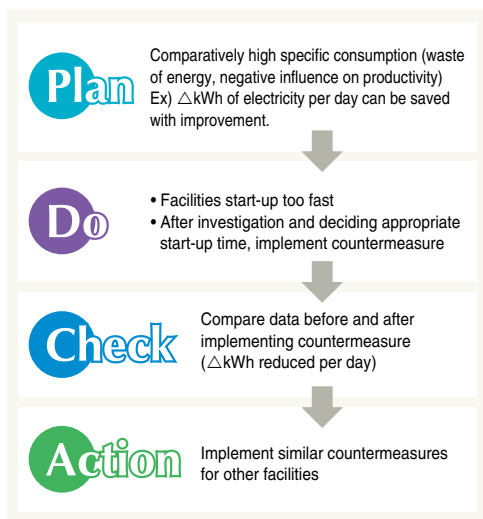 Plan
Comparatively high specific consumption (waste
of energy, negative influence on productivity)
Ex) △kWh of electricity per day can be saved
with improvement.
Do
• Facilities start-up too fast
• After investigation and deciding appropriate
start-up time, implement countermeasure
Check
Compare data before and after
implementing countermeasure
(△kWh reduced per day)
Action
Implement similar countermeasures
for other facilities